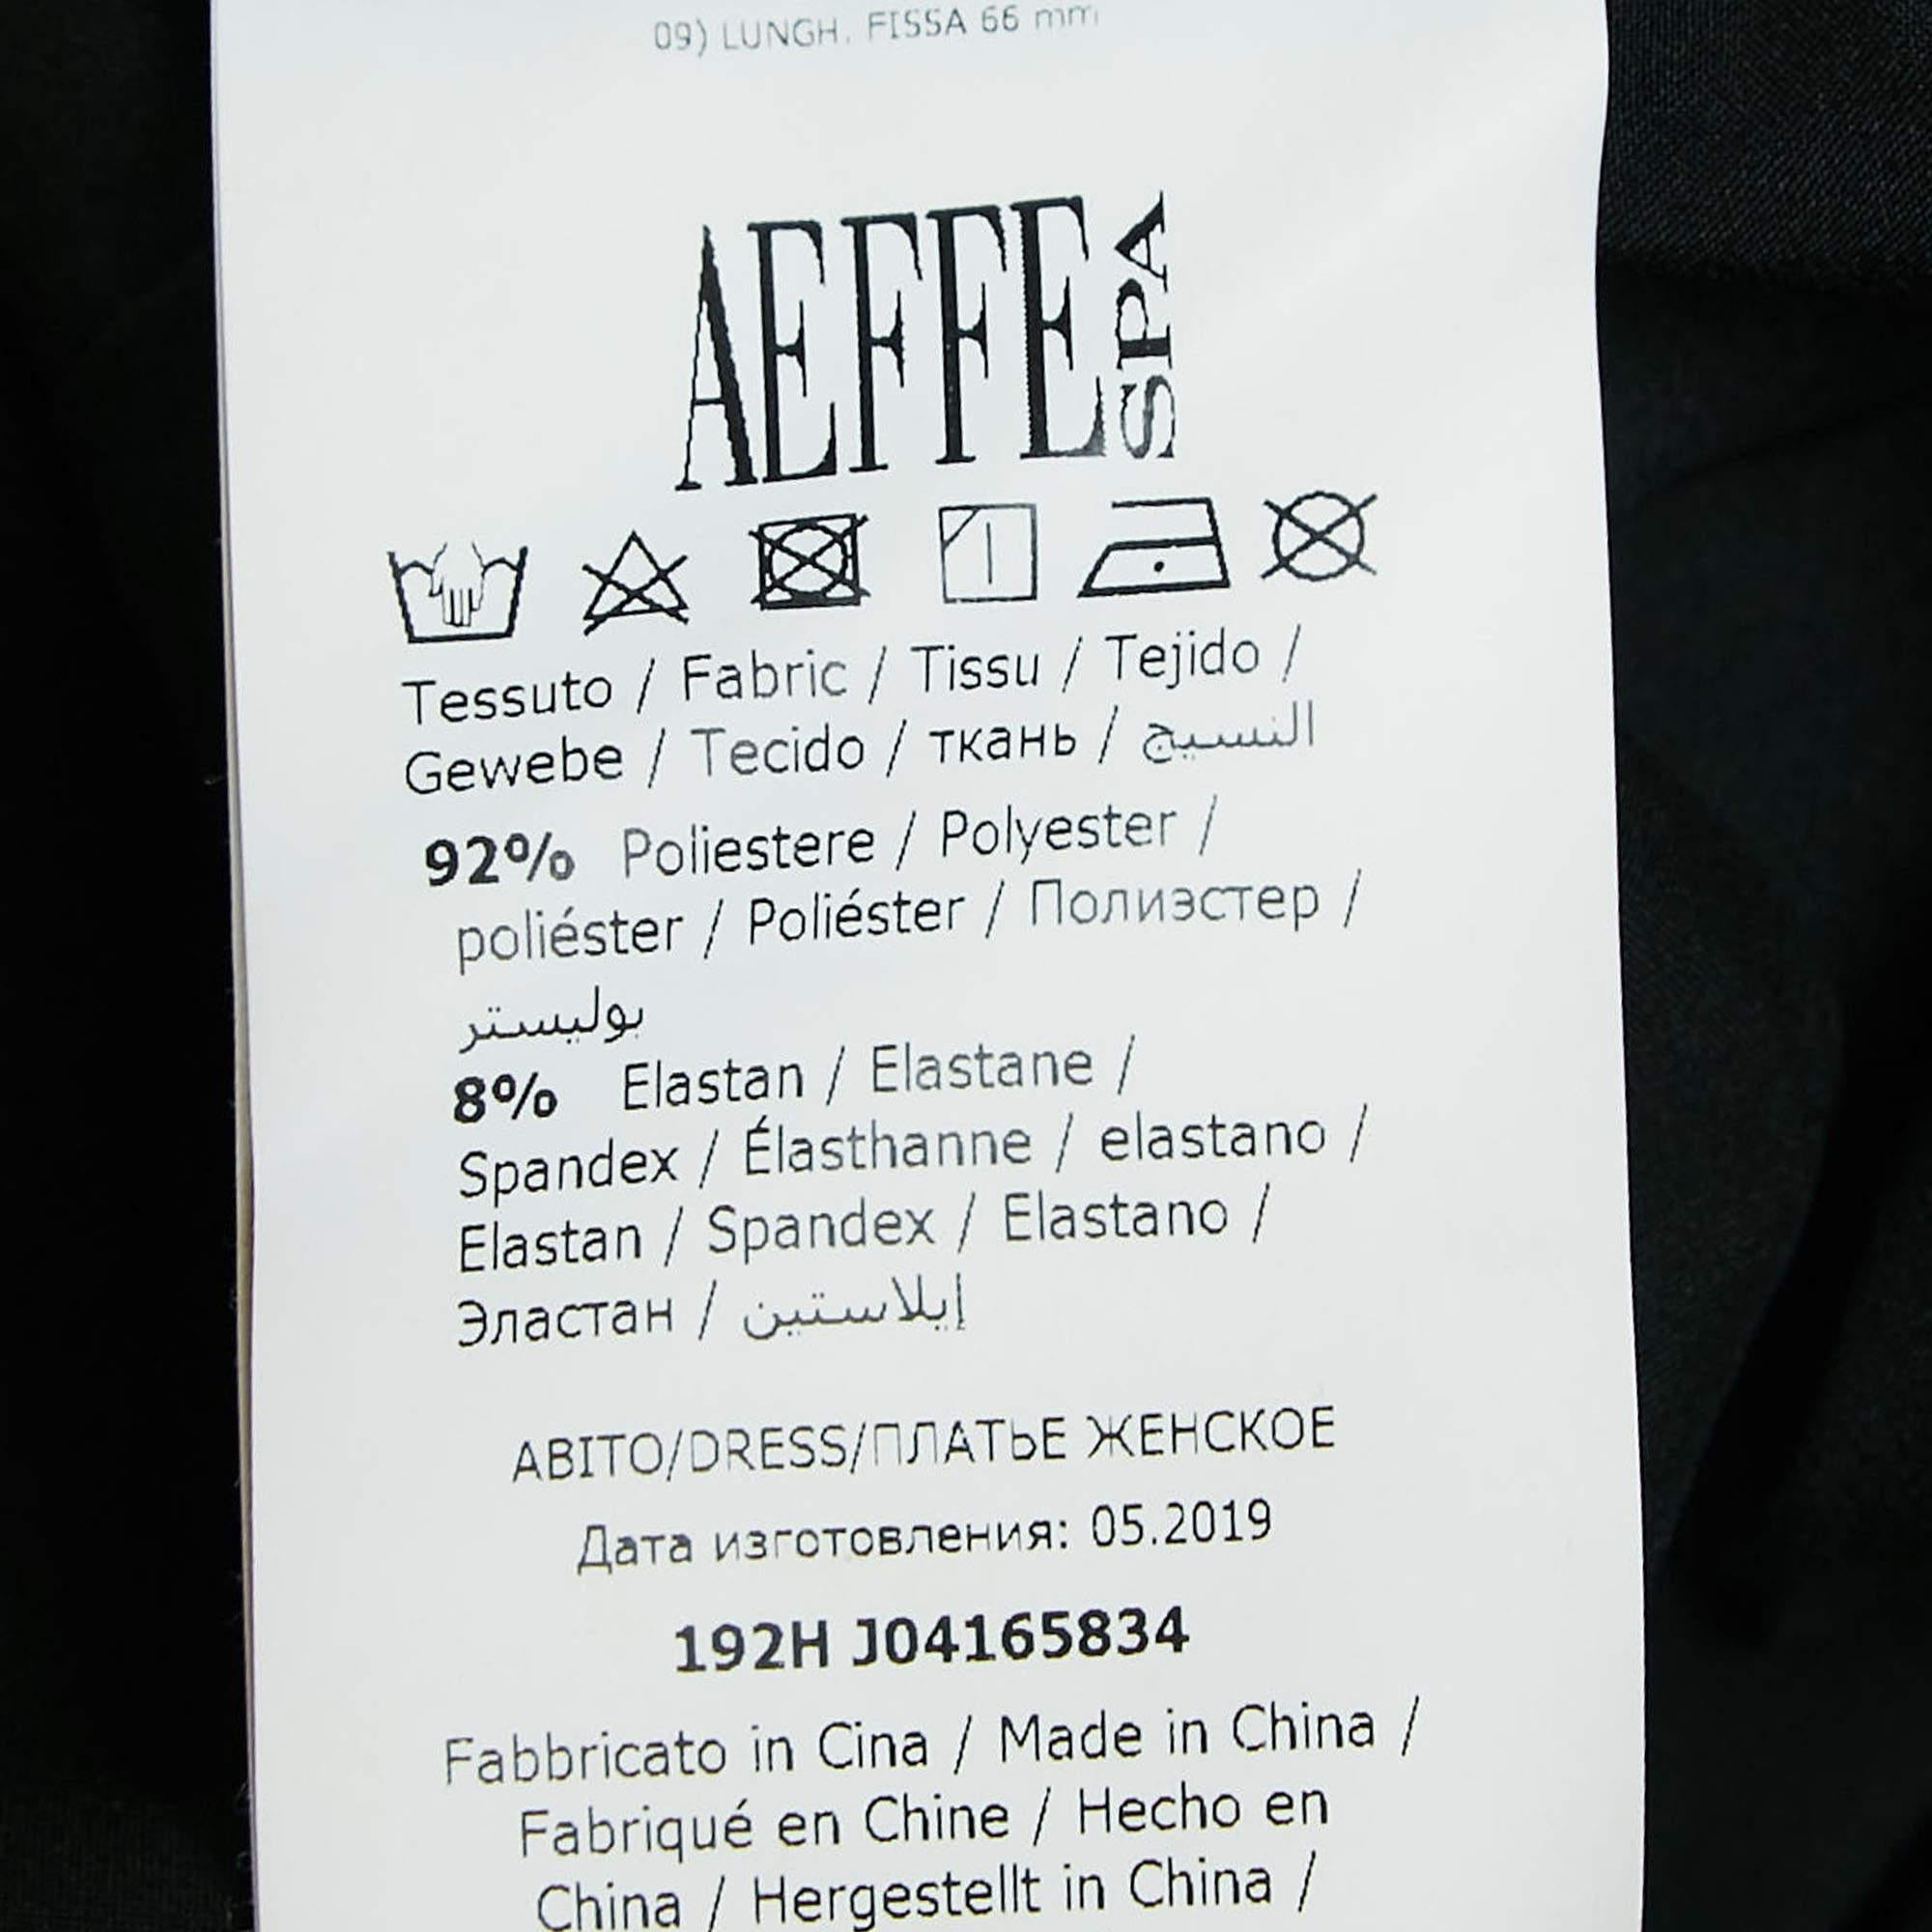 09) LUNGH. FISSA 66 mm
AEFFE SPA
Tessuto / Fabric / Tissu / Tejido /
Gewebe / Tecido / ткань / النسيج
92% Poliestere / Polyester /
poliéster / Poliéster / Полиэстер /
بوليستر
8% Elastan / Elastane /
Spandex / Élasthanne / elastano /
Elastan / Spandex / Elastano /
Эластан / إيلاستين
ABITO/DRESS/ПЛАТЬЕ ЖЕНСКОЕ
Дата изготовления: 05.2019
192H J04165834
Fabbricato in Cina / Made in China /
Fabriqué en Chine / Hecho en
China / Hergestellt in China /